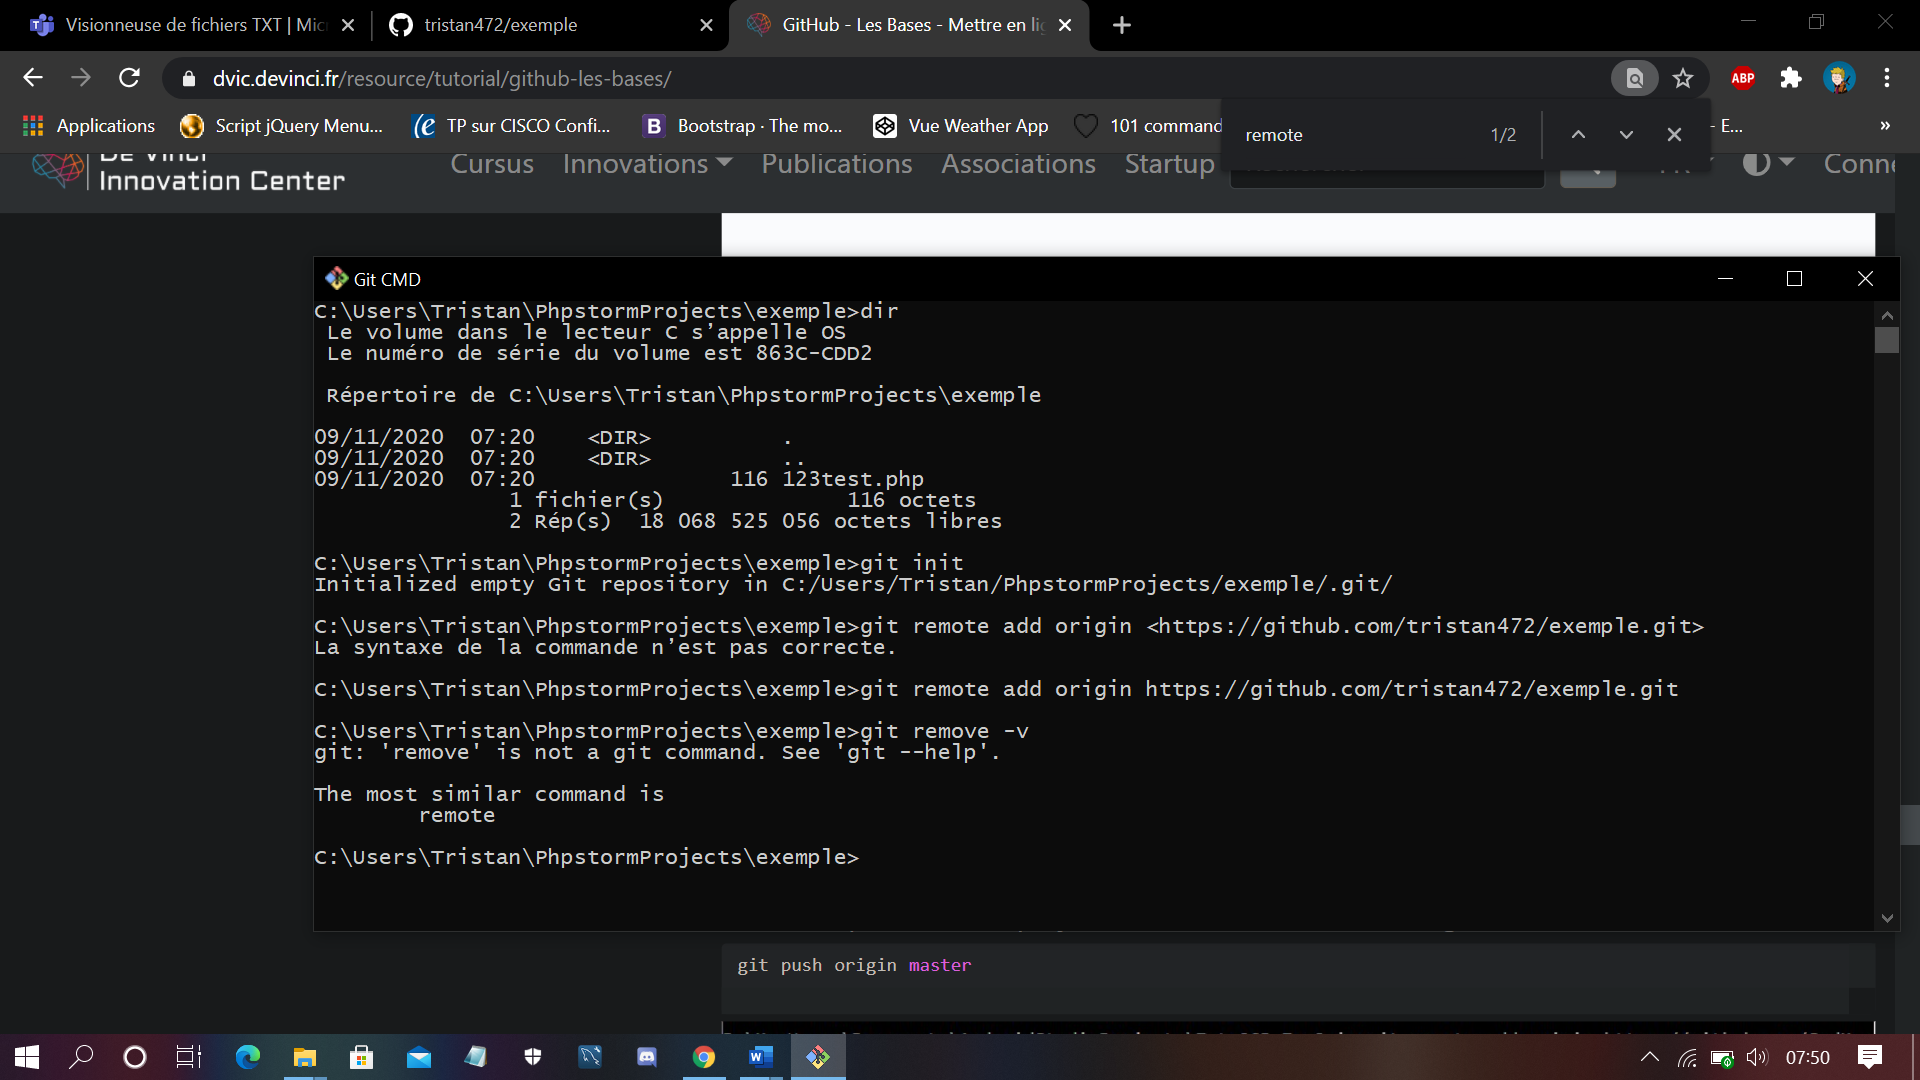 Visionneuse de fichiers TXT | Mic
tristan472/exemple
GitHub - Les Bases - Mettre en lig
dvic.devinci.fr/resource/tutorial/github-les-bases/
ABP
Applications
Script jQuery Menu...
TP sur CISCO Confi...
B
Bootstrap · The mo...
Vue Weather App
101 command
- E...
»
remote
1/2
De Vinci
Innovation Center
Cursus
Innovations
Publications
Associations
Startup
Conne
Git CMD
C:\Users\Tristan\PhpstormProjects\exemple>dir
Le volume dans le lecteur C s’appelle OS
Le numéro de série du volume est 863C-CDD2
Répertoire de C:\Users\Tristan\PhpstormProjects\exemple
09/11/2020  07:20    <DIR>          .
09/11/2020  07:20    <DIR>          ..
09/11/2020  07:20               116 123test.php
1 fichier(s)              116 octets
2 Rép(s)  18 068 525 056 octets libres
C:\Users\Tristan\PhpstormProjects\exemple>git init
Initialized empty Git repository in C:/Users/Tristan/PhpstormProjects/exemple/.git/
C:\Users\Tristan\PhpstormProjects\exemple>git remote add origin <https://github.com/tristan472/exemple.git>
La syntaxe de la commande n’est pas correcte.
C:\Users\Tristan\PhpstormProjects\exemple>git remote add origin https://github.com/tristan472/exemple.git
C:\Users\Tristan\PhpstormProjects\exemple>git remove -v
git: 'remove' is not a git command. See 'git --help'.
The most similar command is
remote
C:\Users\Tristan\PhpstormProjects\exemple>
git push origin master
07:50